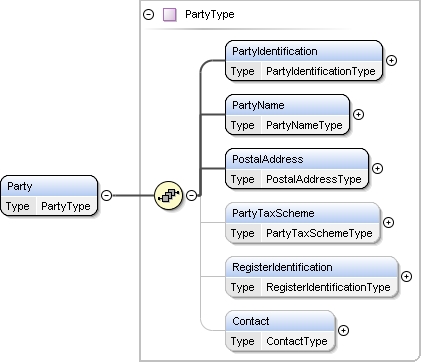 PartyType
PartyIdentification
Type PartyIdentificationType
PartyName
Type PartyNameType
PostalAddress
Type PostalAddressType
Party
Type PartyType
PartyTaxScheme
Type PartyTaxSchemeType
RegisterIdentification
Type RegisterIdentificationType
Contact
Type ContactType